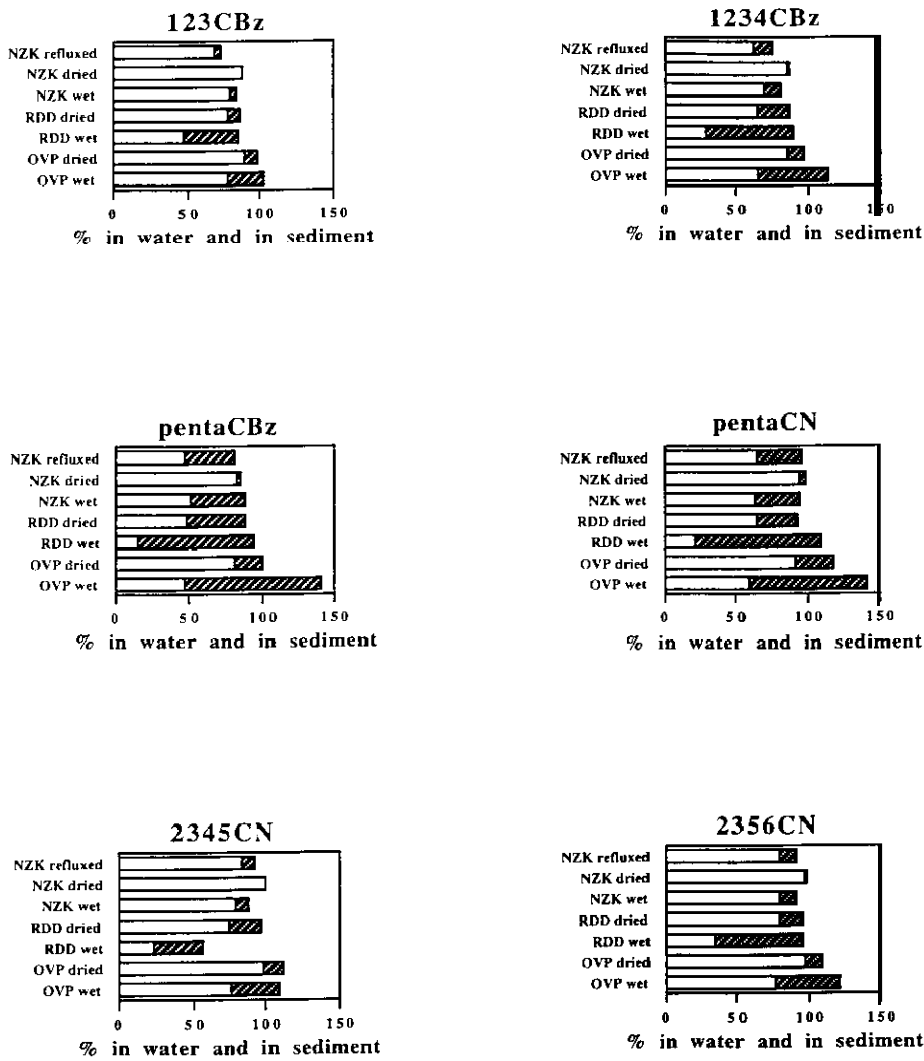 123CBz
NZK refluxed
NZK dried
NZK wet
RDD dried
RDD wet
OVP dried
OVP wet
0 50 100 150
% in water and in sediment
1234CBz
NZK refluxed
NZK dried
NZK wet
RDD dried
RDD wet
OVP dried
OVP wet
0 50 100 150
% in water and in sediment
pentaCBz
NZK refluxed
NZK dried
NZK wet
RDD dried
RDD wet
OVP dried
OVP wet
0 50 100 150
% in water and in sediment
pentaCN
NZK refluxed
NZK dried
NZK wet
RDD dried
RDD wet
OVP dried
OVP wet
0 50 100 150
% in water and in sediment
2345CN
NZK refluxed
NZK dried
NZK wet
RDD dried
RDD wet
OVP dried
OVP wet
0 50 100 150
% in water and in sediment
2356CN
NZK refluxed
NZK dried
NZK wet
RDD dried
RDD wet
OVP dried
OVP wet
0 50 100 150
% in water and in sediment